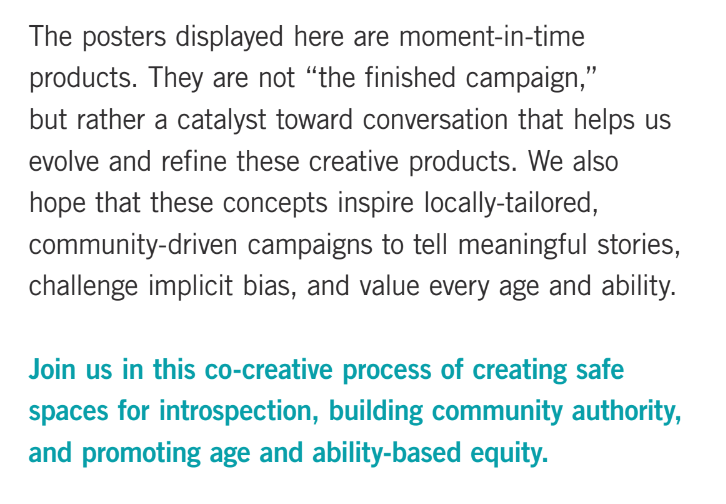 The posters displayed here are moment-in-time
products. They are not “the finished campaign,”
but rather a catalyst toward conversation that helps us
evolve and refine these creative products. We also
hope that these concepts inspire locally-tailored,
community-driven campaigns to tell meaningful stories,
challenge implicit bias, and value every age and ability.
Join us in this co-creative process of creating safe
spaces for introspection, building community authority,
and promoting age and ability-based equity.